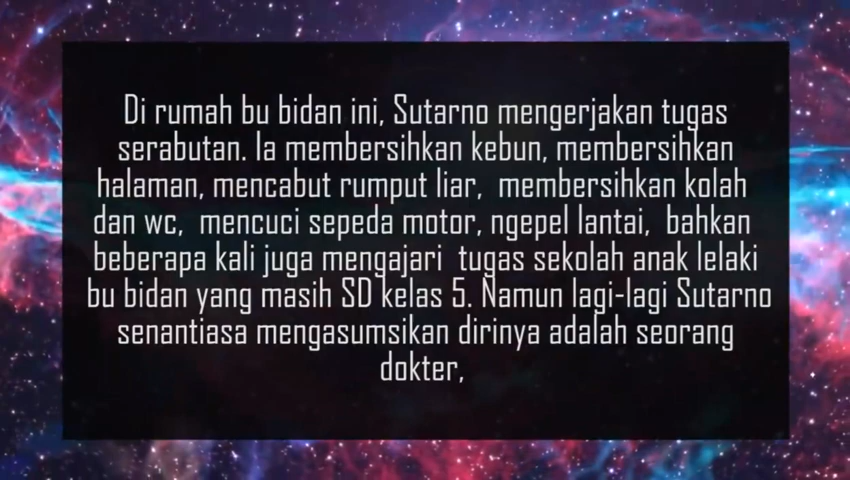 Di rumah bu bidan ini, Sutarno mengerjakan tugas
serabutan. Ia membersihkan kebun, membersihkan
halaman, mencabut rumput liar,  membersihkan kolah
dan wc,  mencuci sepeda motor, ngepel lantai,  bahkan
beberapa kali juga mengajari  tugas sekolah anak lelaki
bu bidan yang masih SD kelas 5. Namun lagi-lagi Sutarno
senantiasa mengasumsikan dirinya adalah seorang
dokter,